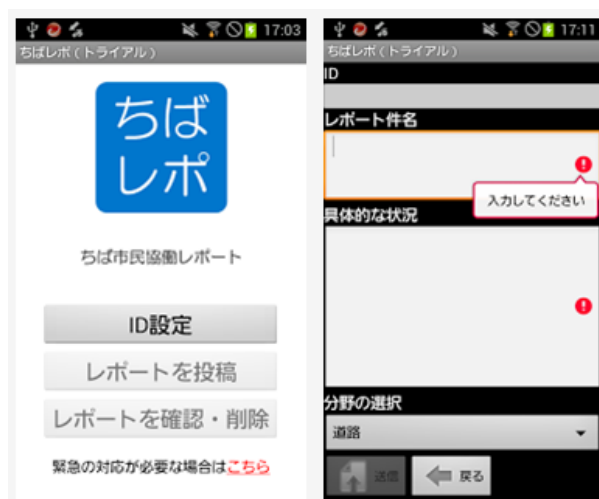 17:03
ちばレポ（トライアル）
ちば
レポ
ちば市民協働レポート
ID設定
レポートを投稿
レポートを確認・削除
緊急の対応が必要な場合はこちら
17:11
ちばレポ（トライアル）
ID
レポート件名
入力してください
具体的な状況
分野の選択
道路
送信
戻る